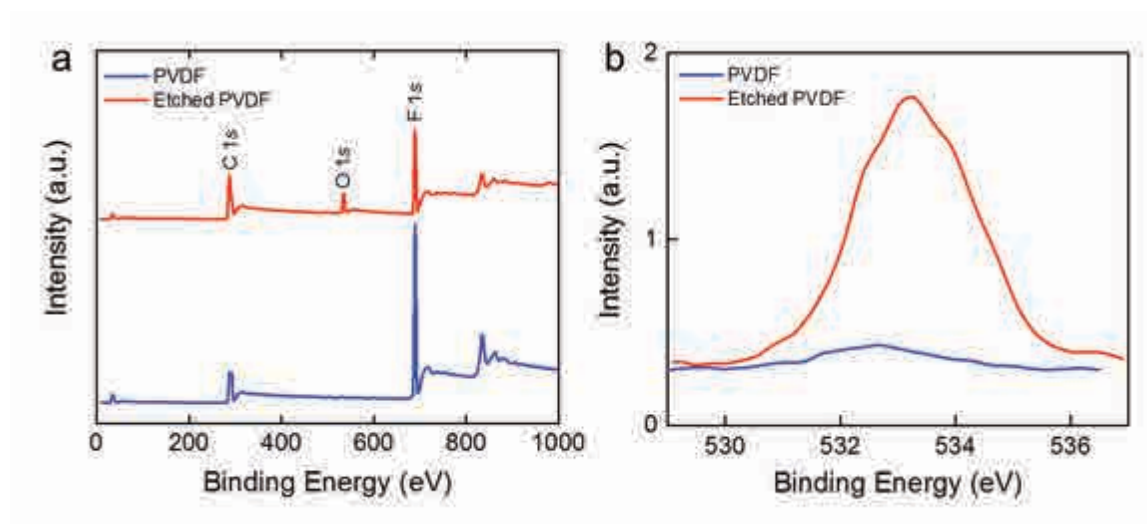 a
PVDF
Etched PVDF
C 1s
O 1s
F 1s
Intensity (a.u.)
0
200
400
600
800
1000
Binding Energy (eV)
b
PVDF
Etched PVDF
2
1
0
Intensity (a.u.)
530
532
534
536
Binding Energy (eV)